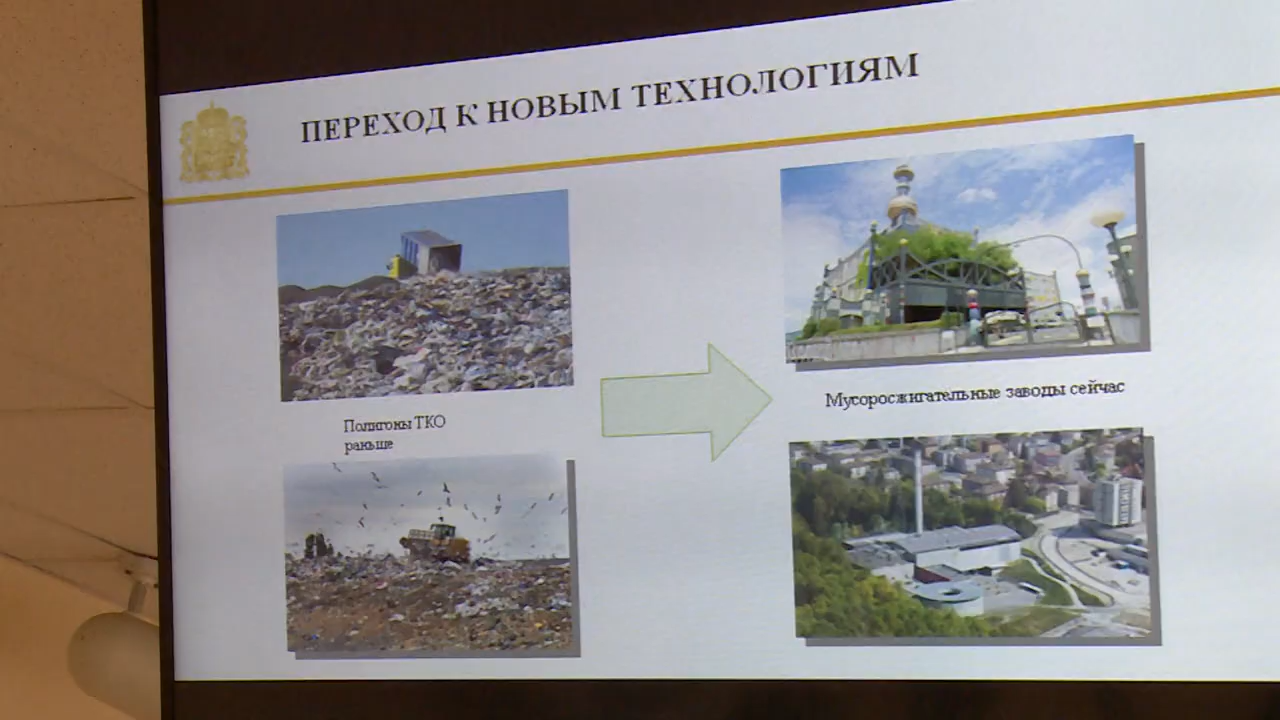 ПЕРЕХОД К НОВЫМ ТЕХНОЛОГИЯМ
Полигоны ТКО
раньше
Мусоросжигательные заводы сейчас